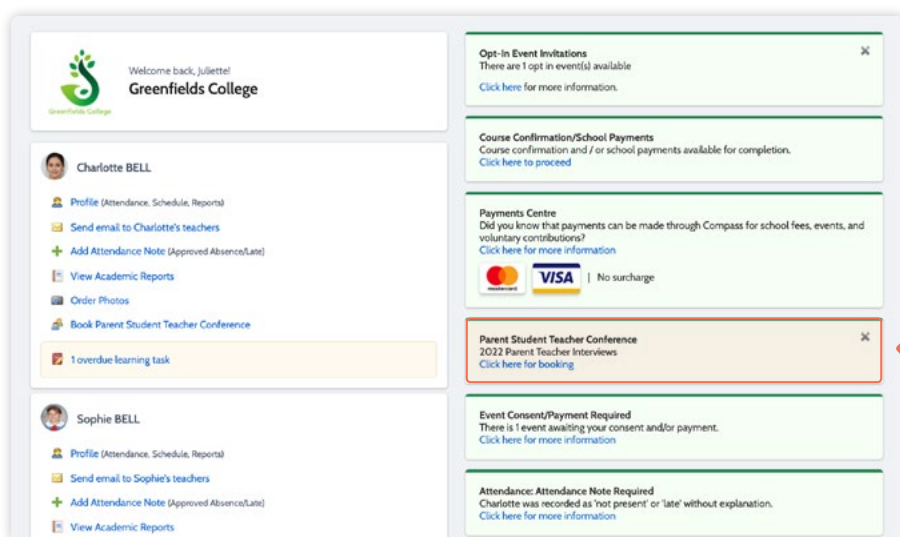 Welcome back, Juliette!
Greenfields College
Greenfields College
Charlotte BELL
Profile (Attendance, Schedule, Reports)
Send email to Charlotte's teachers
Add Attendance Note (Approved Absence/Late)
View Academic Reports
Order Photos
Book Parent Student Teacher Conference
1 overdue learning task
Sophie BELL
Profile (Attendance, Schedule, Reports)
Send email to Sophie's teachers
Add Attendance Note (Approved Absence/Late)
View Academic Reports
Opt-In Event Invitations
There are 1 opt in event(s) available
Click here for more information.
Course Confirmation/School Payments
Course confirmation and / or school payments available for completion.
Click here to proceed
Payments Centre
Did you know that payments can be made through Compass for school fees, events, and
voluntary contributions?
Click here for more information
mastercard VISA | No surcharge
Parent Student Teacher Conference
2022 Parent Teacher Interviews
Click here for booking
Event Consent/Payment Required
There is 1 event awaiting your consent and/or payment.
Click here for more information
Attendance: Attendance Note Required
Charlotte was recorded as 'not present' or 'late' without explanation.
Click here for more information